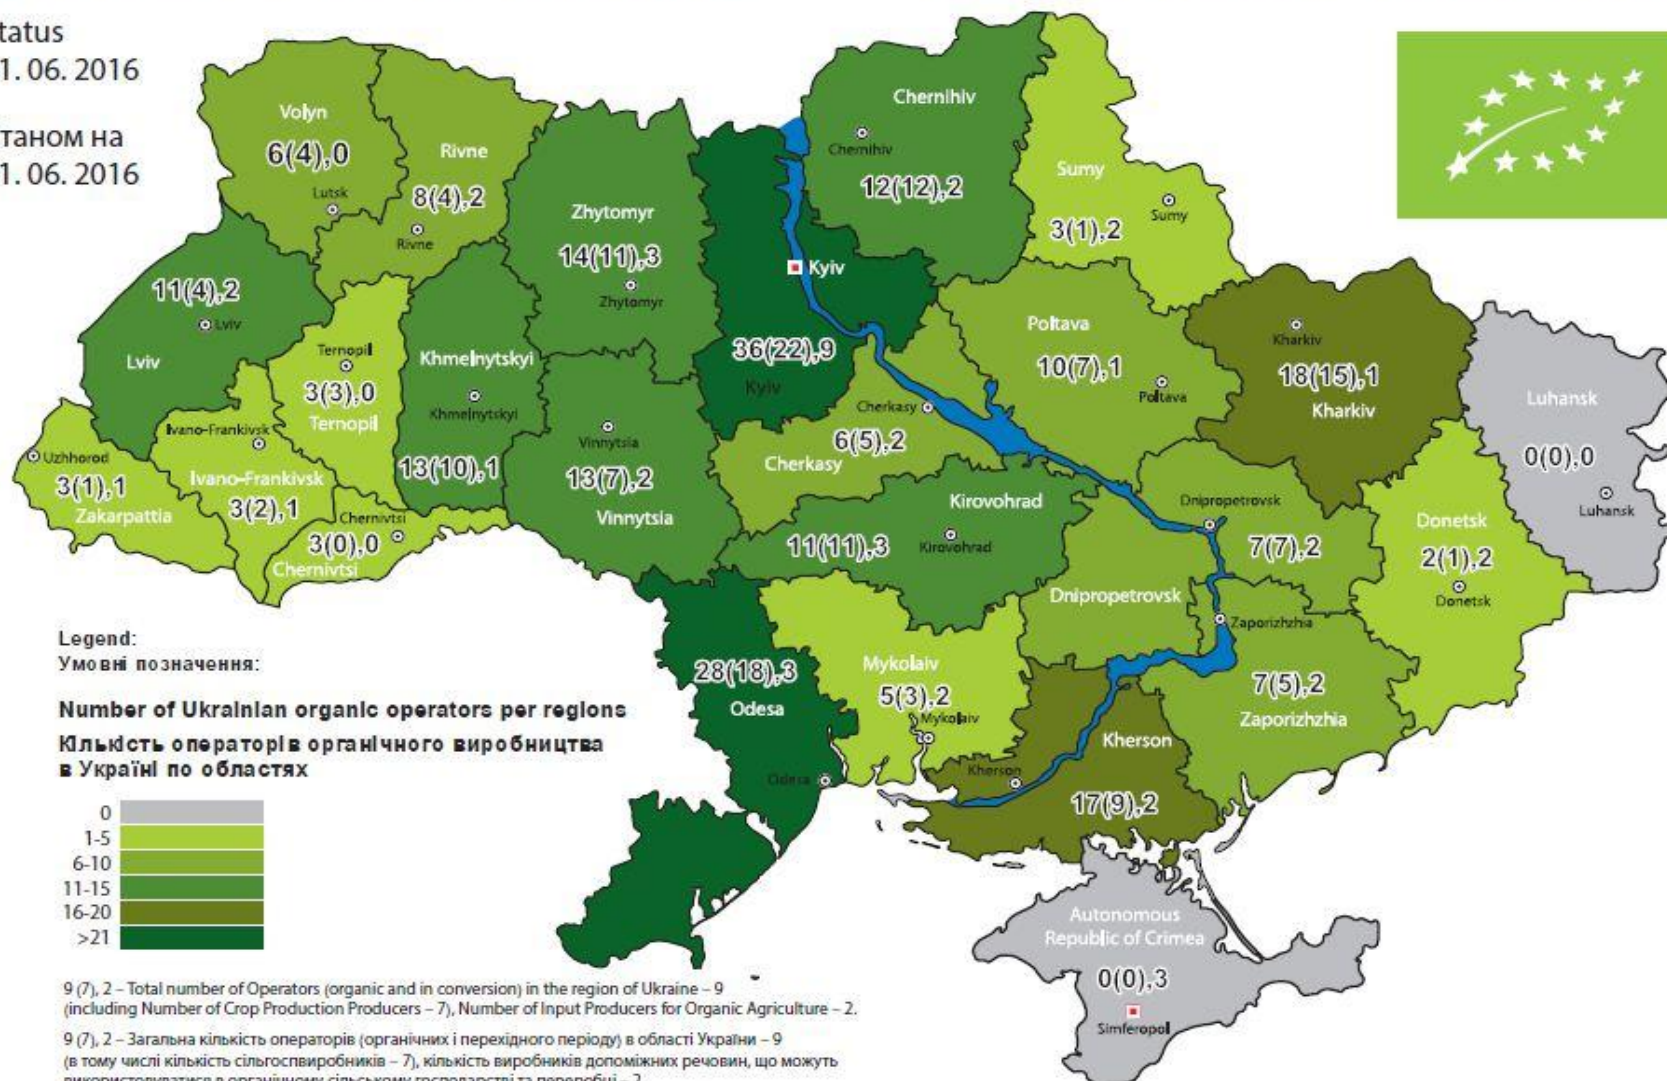 tatus
1. 06. 2016
таном на
1. 06. 2016
Volyn
6(4),0
Lutsk
Rivne
8(4),2
Rivne
Zhytomyr
14(11),3
Zhytomyr
Chernihiv
Chernihiv
12(12),2
Sumy
Sumy
3(1),2
Kyiv
36(22),9
Kyiv
11(4),2
Lviv
Lviv
Ternopil
3(3),0
Ternopil
Khmelnytskyi
Khmelnytskyi
13(10),1
Vinnytsia
13(7),2
Vinnytsia
Cherkasy
6(5),2
Cherkasy
Poltava
10(7),1
Poltava
Kharkiv
18(15),1
Kharkiv
Luhansk
0(0),0
Luhansk
Uzhhorod
3(1),1
Zakarpattia
Ivano-Frankivsk
Ivano-Frankivsk
3(2),1
Chernivtsi
3(0),0
Chernivtsi
Kirovohrad
11(11),3
Kirovohrad
Dnipropetrovsk
7(7),2
Dnipropetrovsk
Donetsk
2(1),2
Donetsk
Zaporizhzhia
7(5),2
Zaporizhzhia
28(18),3
Odesa
Odesa
Mykolaiv
5(3),2
Mykolaiv
Kherson
Kherson
17(9),2
Autonomous
Republic of Crimea
0(0),3
Simferopol
Legend:
Умовні позначення:
Number of Ukrainian organic operators per regions
Кількість операторів органічного виробництва
в Україні по областях
0
1-5
6-10
11-15
16-20
>21
9 (7), 2 – Total number of Operators (organic and in conversion) in the region of Ukraine – 9
(including Number of Crop Production Producers – 7), Number of Input Producers for Organic Agriculture – 2.
9 (7), 2 – Загальна кількість операторів (органічних і перехідного періоду) в області України – 9
(в тому числі кількість сільгоспвиробників – 7), кількість виробників допоміжних речовин, що можуть
використовуватися в органічному сільському господарстві та переробці – 2